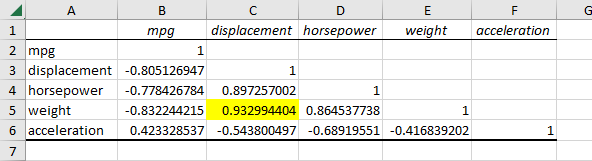 A B C D E F G
1 mpg displacement horsepower weight acceleration
2 mpg 1
3 displacement -0.805126947 1
4 horsepower -0.778426784 0.897257002 1
5 weight -0.832244215 0.932994404 0.864537738 1
6 acceleration 0.423328537 -0.543800497 -0.68919551 -0.416839202 1
7